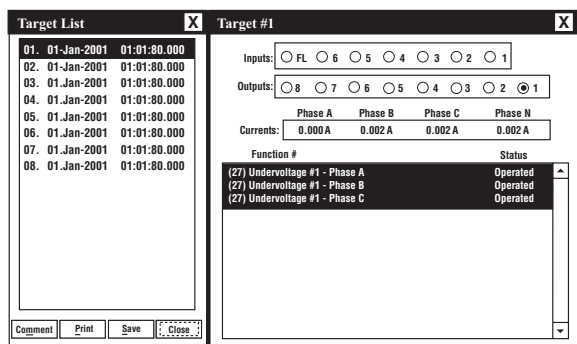 Target List X
01. 01-Jan-2001 01:01:80.000
02. 01-Jan-2001 01:01:80.000
03. 01.Jan-2001 01:01:80.000
04. 01.Jan-2001 01:01:80.000
05. 01.Jan-2001 01:01:80.000
06. 01.Jan-2001 01:01:80.000
07. 01.Jan-2001 01:01:80.000
08. 01.Jan-2001 01:01:80.000
Comment Print Save Close
Target #1 X
Inputs: FL 6 5 4 3 2 1
Outputs: 8 7 6 5 4 3 2 1
Phase A Phase B Phase C Phase N
Currents: 0.000 A 0.002 A 0.002 A 0.002 A
Function # Status
(27) Undervoltage #1 - Phase A Operated
(27) Undervoltage #1 - Phase B Operated
(27) Undervoltage #1 - Phase C Operated